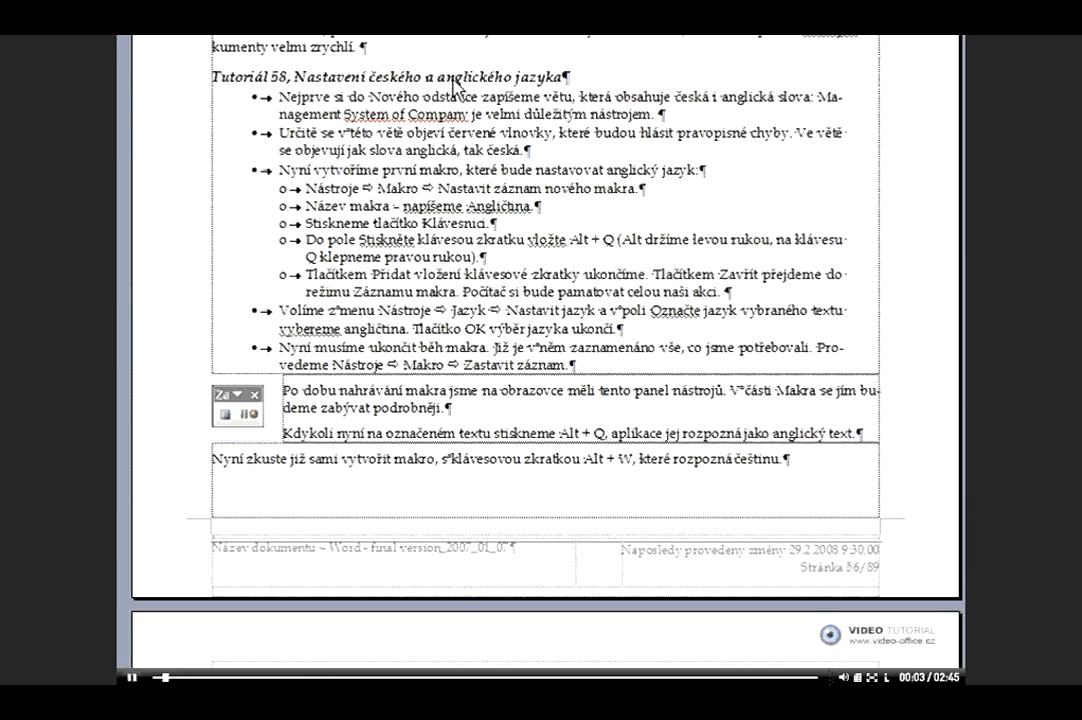 kumenty velmi zrychlí. ¶
Tutoriál 58, Nastavení českého a anglického jazyka¶
•→ Nejprve si do Nového odstavce zapíšeme větu, která obsahuje česká i anglická slova: Ma-
nagement System of Company je velmi důležitým nástrojem. ¶
•→ Určitě se v°této větě objeví červené vlnovky, které budou hlásit pravopisné chyby. Ve větě
se objevují jak slova anglická, tak česká.¶
•→ Nyní vytvoříme první makro, které bude nastavovat anglický jazyk:¶
o→ Nástroje ⇨ Makro ⇨ Nastavit záznam nového makra.¶
o→ Název makra – napíšeme Angličtina.¶
o→ Stiskneme tlačítko Klávesnici.¶
o→ Do pole Stiskněte klávesou zkratku vložte Alt + Q (Alt držíme levou rukou, na klávesu
Q klepneme pravou rukou).¶
o→ Tlačítkem Přidat vložení klávesové zkratky ukončíme. Tlačítkem Zavřít přejdeme do
režimu Záznamu makra. Počítač si bude pamatovat celou naši akci. ¶
•→ Volíme z°menu Nástroje ⇨ Jazyk ⇨ Nastavit jazyk a v°poli Označte jazyk vybraného textu
vybereme angličtina. Tlačítko OK výběr jazyka ukončí.¶
•→ Nyní musíme ukončit běh makra. Již je v°něm zaznamenáno vše, co jsme potřebovali. Pro-
vedeme Nástroje ⇨ Makro ⇨ Zastavit záznam.¶
Za
Po dobu nahrávání makra jsme na obrazovce měli tento panel nástrojů. V°části Makra se jím bu-
deme zabývat podrobněji.¶
Kdykoli nyní na označeném textu stiskneme Alt + Q, aplikace jej rozpozná jako anglický text.¶
Nyní zkuste již sami vytvořit makro, s°klávesovou zkratkou Alt + W, které rozpozná češtinu.¶
Název dokumentu – Word - final version_2007_01_07¶
Naposledy provedeny změny 29.2.2008 9:30:00
Stránka 56/89
VIDEO TUTORIAL
www.video-office.cz
00:03 / 02:45